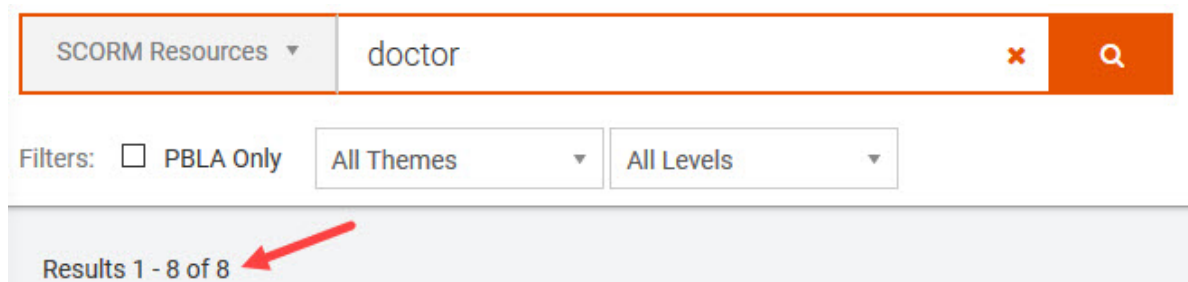 SCORM Resources doctor
Filters: PBLA Only All Themes All Levels
Results 1 - 8 of 8